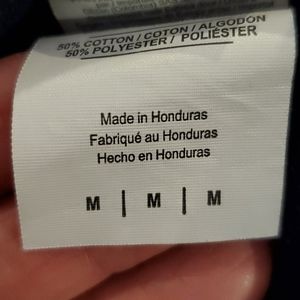 50% COTTON / COTON / ALGODON
50% POLYESTER / POLIÉSTER
Made in Honduras
Fabriqué au Honduras
Hecho en Honduras
M | M | M